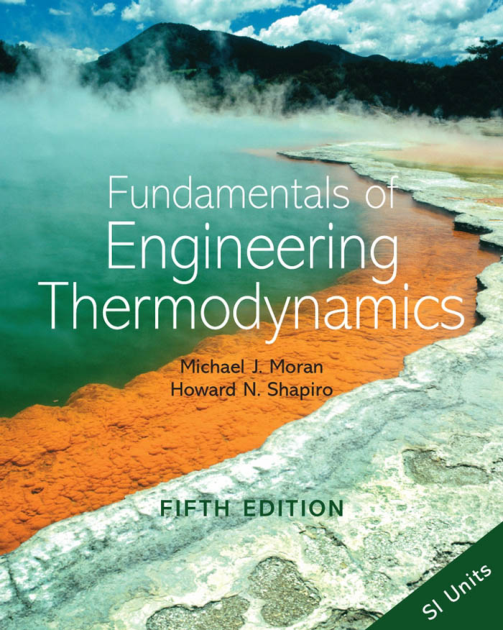 Fundamentals of
Engineering
Thermodynamics
Michael J. Moran
Howard N. Shapiro
FIFTH EDITION
SI Units